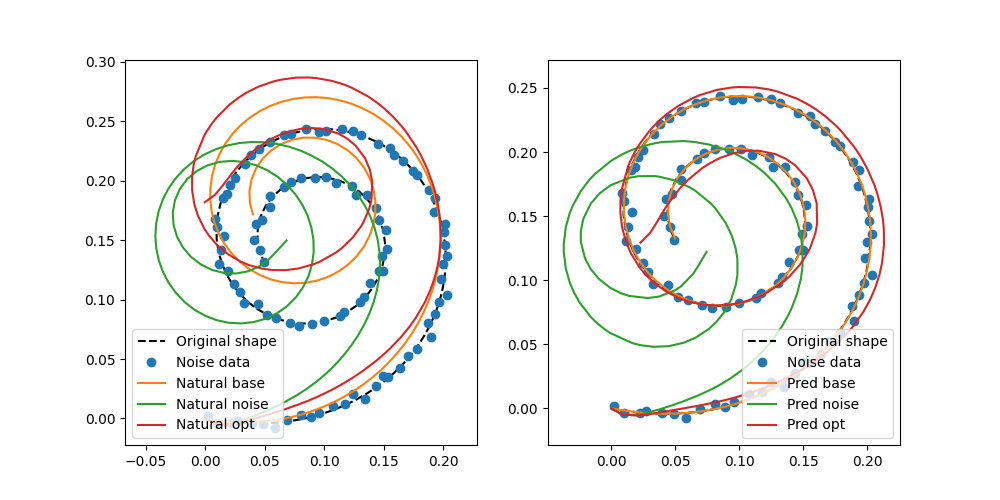 0.30
0.25
0.20
0.15
0.10
0.05
0.00
Original shape
Noise data
Natural base
Natural noise
Natural opt
−0.05
0.00
0.05
0.10
0.15
0.20
0.25
0.20
0.15
0.10
0.05
0.00
Original shape
Noise data
Pred base
Pred noise
Pred opt
0.00
0.05
0.10
0.15
0.20